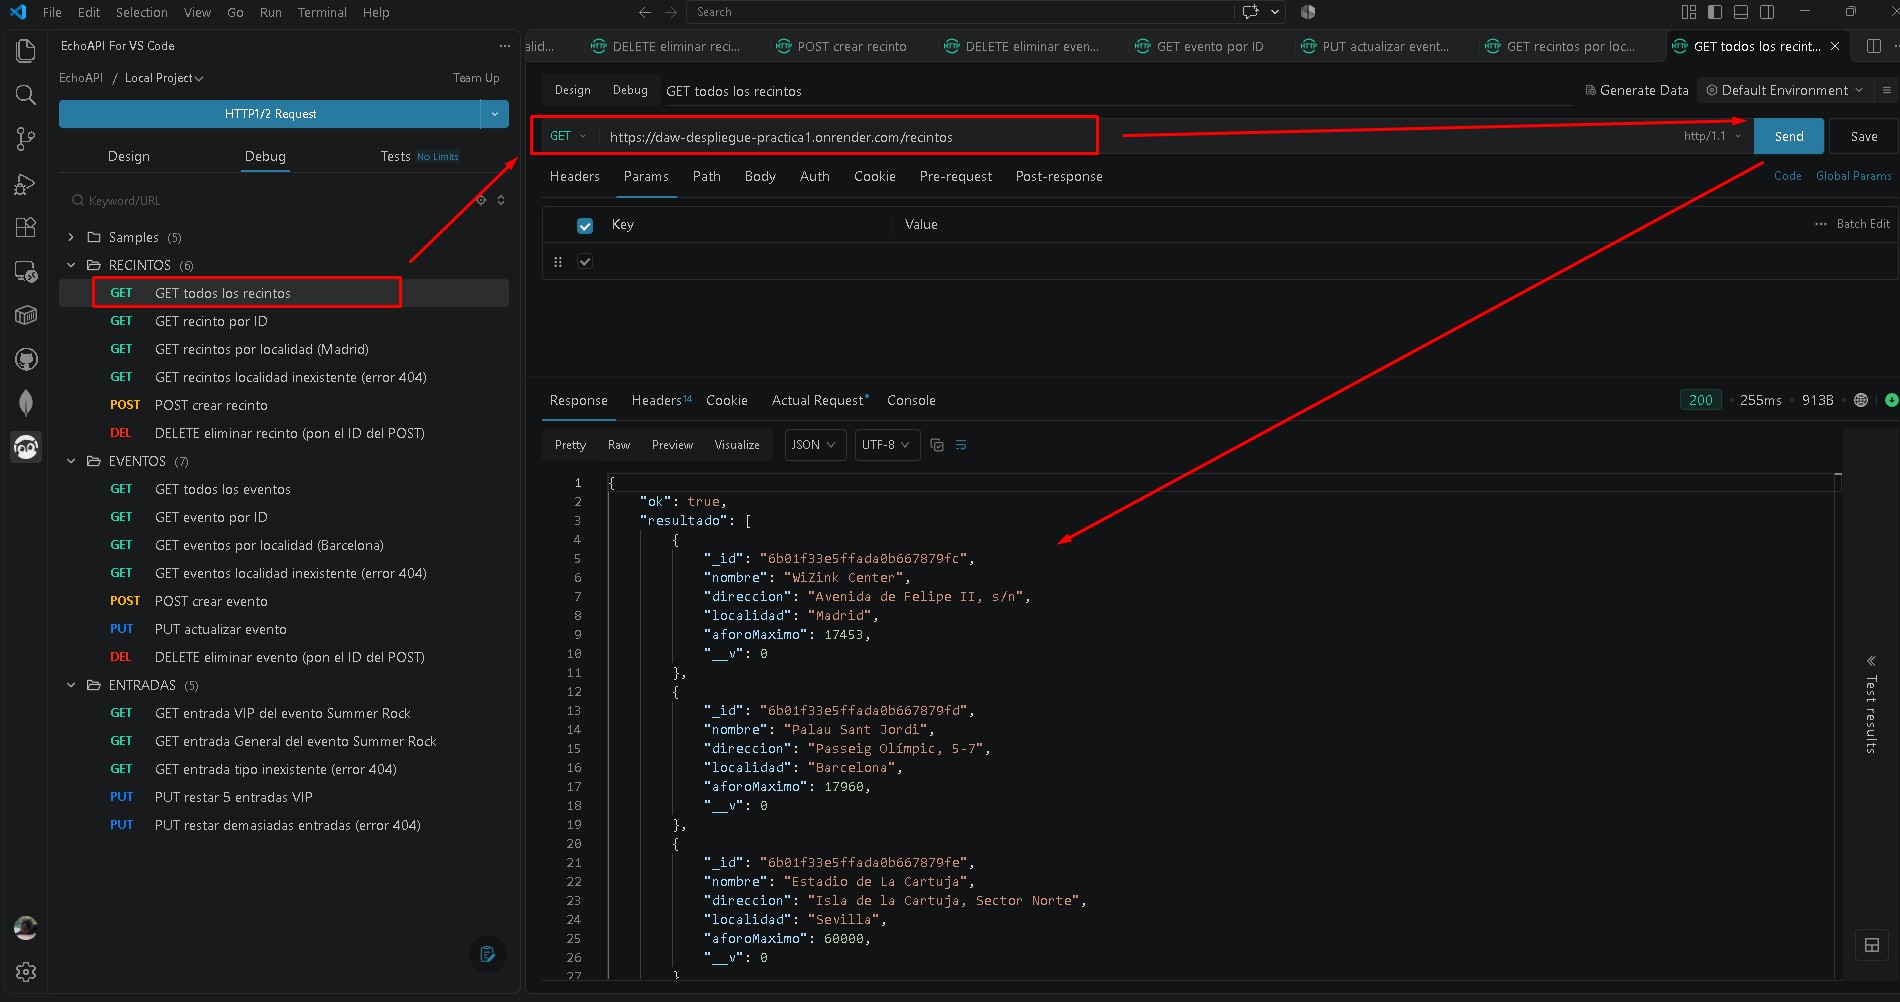 File Edit Selection View Go Run Terminal Help
Search
EchoAPI For VS Code
EchoAPI / Local Project
Team Up
HTTP1/2 Request
Design Debug Tests No Limits
Keyword/URL
Samples (5)
RECINTOS (6)
GET GET todos los recintos
GET GET recinto por ID
GET GET recintos por localidad (Madrid)
GET GET recintos localidad inexistente (error 404)
POST POST crear recinto
DEL DELETE eliminar recinto (pon el ID del POST)
EVENTOS (7)
GET GET todos los eventos
GET GET evento por ID
GET GET eventos por localidad (Barcelona)
GET GET eventos localidad inexistente (error 404)
POST POST crear evento
PUT PUT actualizar evento
DEL DELETE eliminar evento (pon el ID del POST)
ENTRADAS (5)
GET GET entrada VIP del evento Summer Rock
GET GET entrada General del evento Summer Rock
GET GET entrada tipo inexistente (error 404)
PUT PUT restar 5 entradas VIP
PUT PUT restar demasiadas entradas (error 404)
alid... HTTP DELETE eliminar reci... HTTP POST crear recinto HTTP DELETE eliminar even... HTTP GET evento por ID HTTP PUT actualizar event... HTTP GET recintos por loc... HTTP GET todos los recint...
Design Debug GET todos los recintos Generate Data Default Environment
GET https://daw-despliegue-practica1.onrender.com/recintos http/1.1 Send Save
Headers Params Path Body Auth Cookie Pre-request Post-response Code Global Params
Key Value Batch Edit
Response Headers14 Cookie Actual Request Console 200 255ms 913B
Pretty Raw Preview Visualize JSON UTF-8
1 {
2 "ok": true,
3 "resultado": [
4 {
5 "_id": "6b01f33e5ffada0b667879fc",
6 "nombre": "WiZink Center",
7 "direccion": "Avenida de Felipe II, s/n",
8 "localidad": "Madrid",
9 "aforoMaximo": 17453,
10 "__v": 0
11 },
12 {
13 "_id": "6b01f33e5ffada0b667879fd",
14 "nombre": "Palau Sant Jordi",
15 "direccion": "Passeig Olímpic, 5-7",
16 "localidad": "Barcelona",
17 "aforoMaximo": 17960,
18 "__v": 0
19 },
20 {
21 "_id": "6b01f33e5ffada0b667879fe",
22 "nombre": "Estadio de La Cartuja",
23 "direccion": "Isla de la Cartuja, Sector Norte",
24 "localidad": "Sevilla",
25 "aforoMaximo": 60000,
26 "__v": 0
27 }
Test results